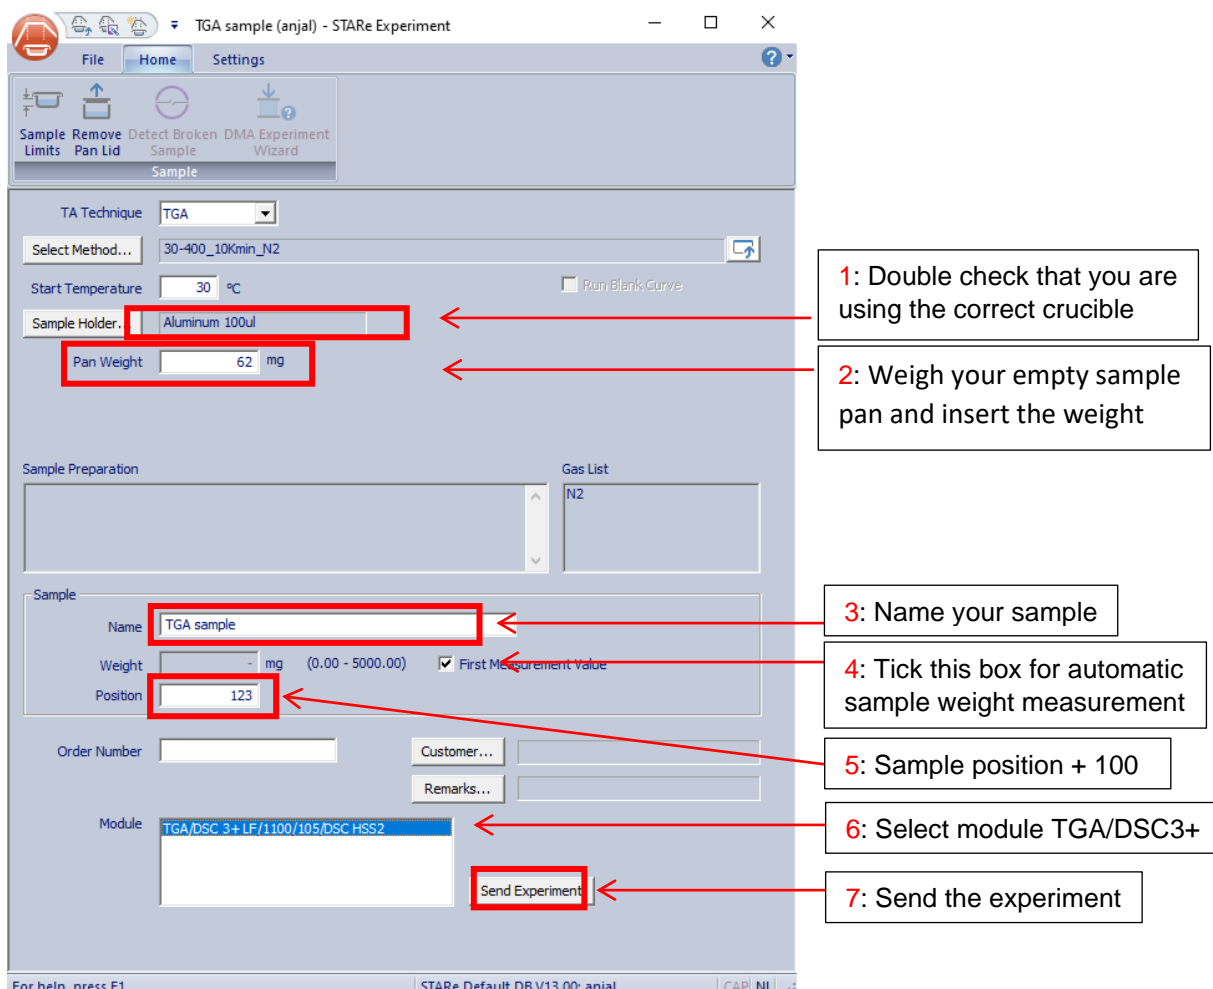 TGA sample (anjal) - STARe Experiment
File Home Settings
Sample Limits
Remove Pan Lid
Detect Broken Sample
DMA Experiment Wizard
Sample
TA Technique TGA
Select Method... 30-400_10Kmin_N2
Start Temperature 30 ºC Run Blank Curve
Sample Holder... Aluminum 100ul
Pan Weight 62 mg
1: Double check that you are
using the correct crucible
2: Weigh your empty sample
pan and insert the weight
Sample Preparation Gas List
N2
Sample
Name TGA sample
Weight - mg (0.00 - 5000.00) First Measurement Value
Position 123
3: Name your sample
4: Tick this box for automatic
sample weight measurement
5: Sample position + 100
Order Number Customer...
Remarks...
Module TGA/DSC 3+ LF/1100/105/DSC HSS2
6: Select module TGA/DSC3+
Send Experiment
7: Send the experiment
For help, press F1 STARe Default DB V13.00: anjal CAP